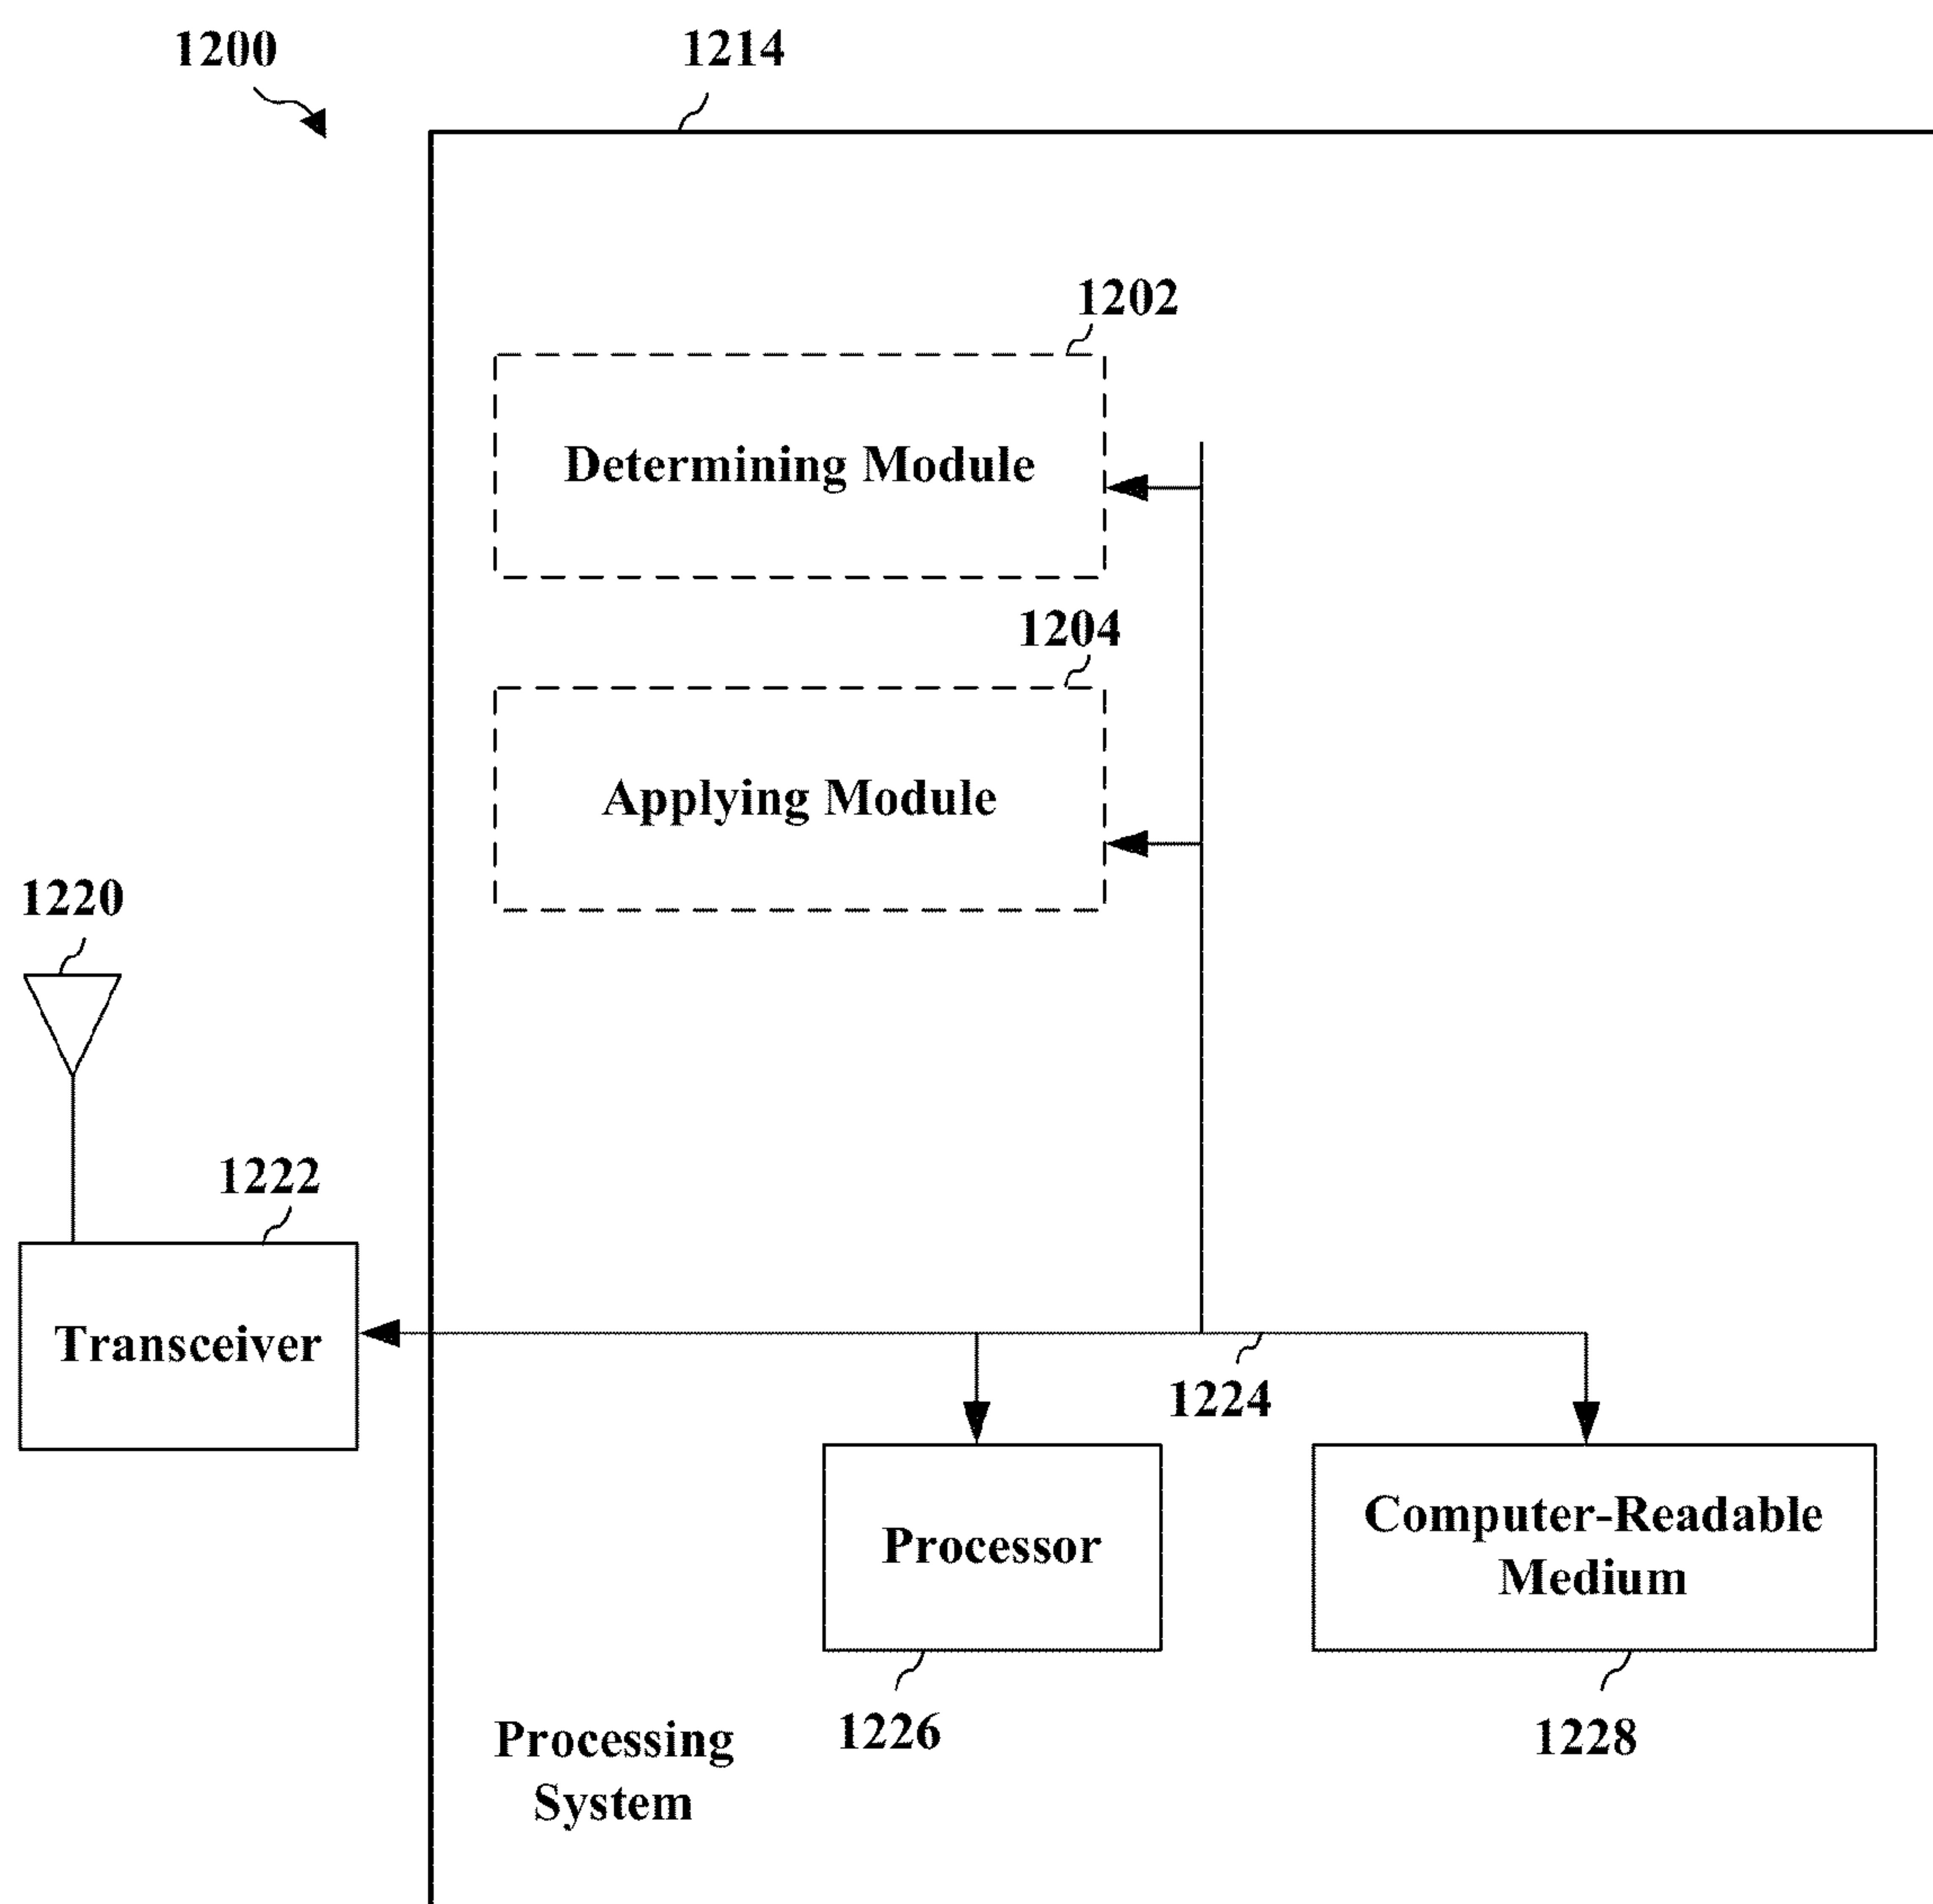 1200
1214
1202
Determining Module
1204
Applying Module
1220
1222
Transceiver
1224
Processor
Computer-Readable
Medium
1226
1228
Processing
System